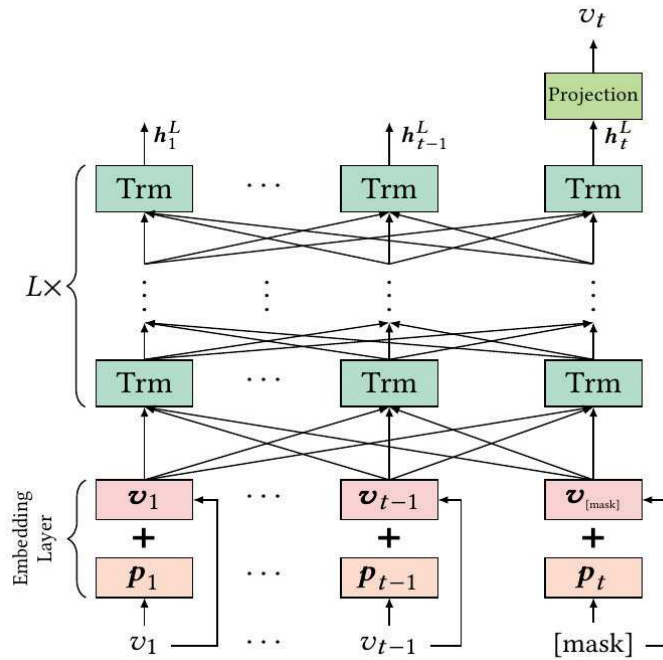 v_t
Projection
h_1^L h_{t-1}^L h_t^L
Trm . . . Trm Trm
L×
Trm . . . Trm Trm
Embedding
Layer
v_1 . . . v_{t-1} v_[mask]
+ + +
p_1 . . . p_{t-1} p_t
v_1 . . . v_{t-1} [mask]